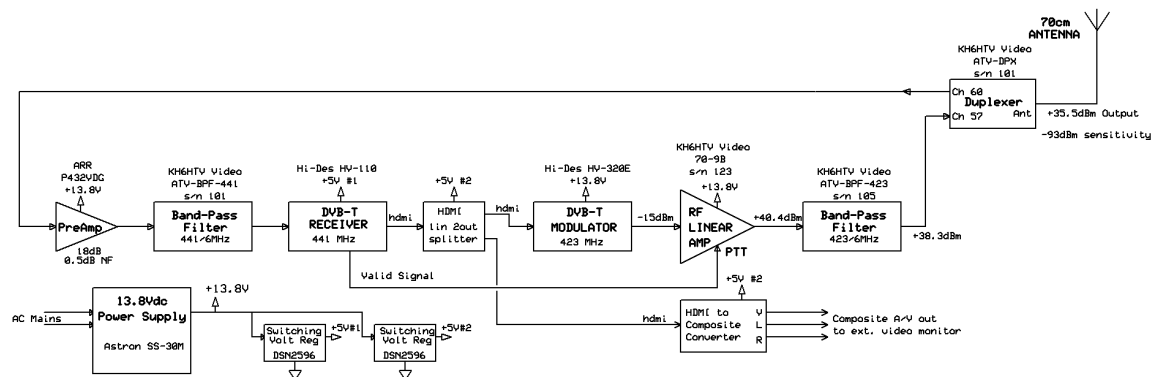 70cm
ANTENNA
KH6HTV Video
ATV-DPX
s/n 101
Ch 60
Duplexer
Ch 57
Ant
+35.5dBm Output
-93dBm sensitivity
ARR
P432VDG
+13.8V
PreAmp
18dB
0.5dB NF
KH6HTV Video
ATV-BPF-441
s/n 101
Band-Pass
Filter
441/6MHz
Hi-Des HV-110
+5V #1
DVB-T
RECEIVER
441 MHz
hdmi
+5V #2
HDMI
1in 2out
splitter
hdmi
Hi-Des HV-320E
+13.8V
DVB-T
MODULATOR
423 MHz
-15dBm
KH6HTV Video
70-9B
s/n 123
+13.8V
RF
LINEAR
AMP
PTT
+40.4dBm
KH6HTV Video
ATV-BPF-423
s/n 105
Band-Pass
Filter
423/6MHz
+38.3dBm
Valid Signal
AC Mains
13.8Vdc
Power Supply
Astron SS-30M
+13.8V
Switching
Volt Reg
DSN2596
+5V#1
Switching
Volt Reg
DSN2596
+5V#2
hdmi
+5V #2
HDMI to
Composite
Converter
V
L
R
Composite A/V out
to ext. video monitor